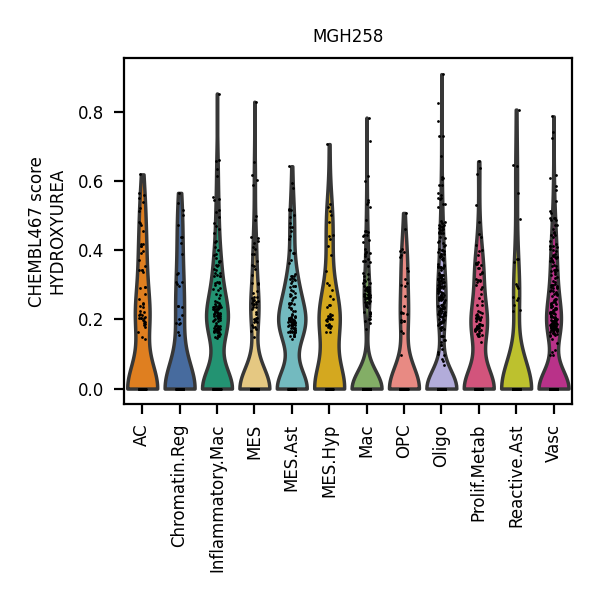 MGH258
CHEMBL467 score
HYDROXYUREA
0.8
0.6
0.4
0.2
0.0
AC
Chromatin.Reg
Inflammatory.Mac
MES
MES.Ast
MES.Hyp
Mac
OPC
Oligo
Prolif.Metab
Reactive.Ast
Vasc